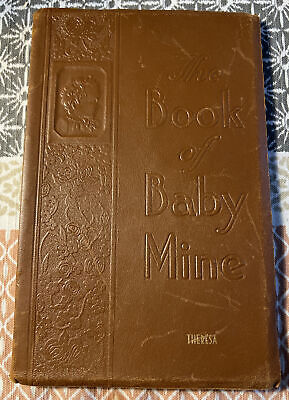 The
Book
of
Baby
Mine
THERESA